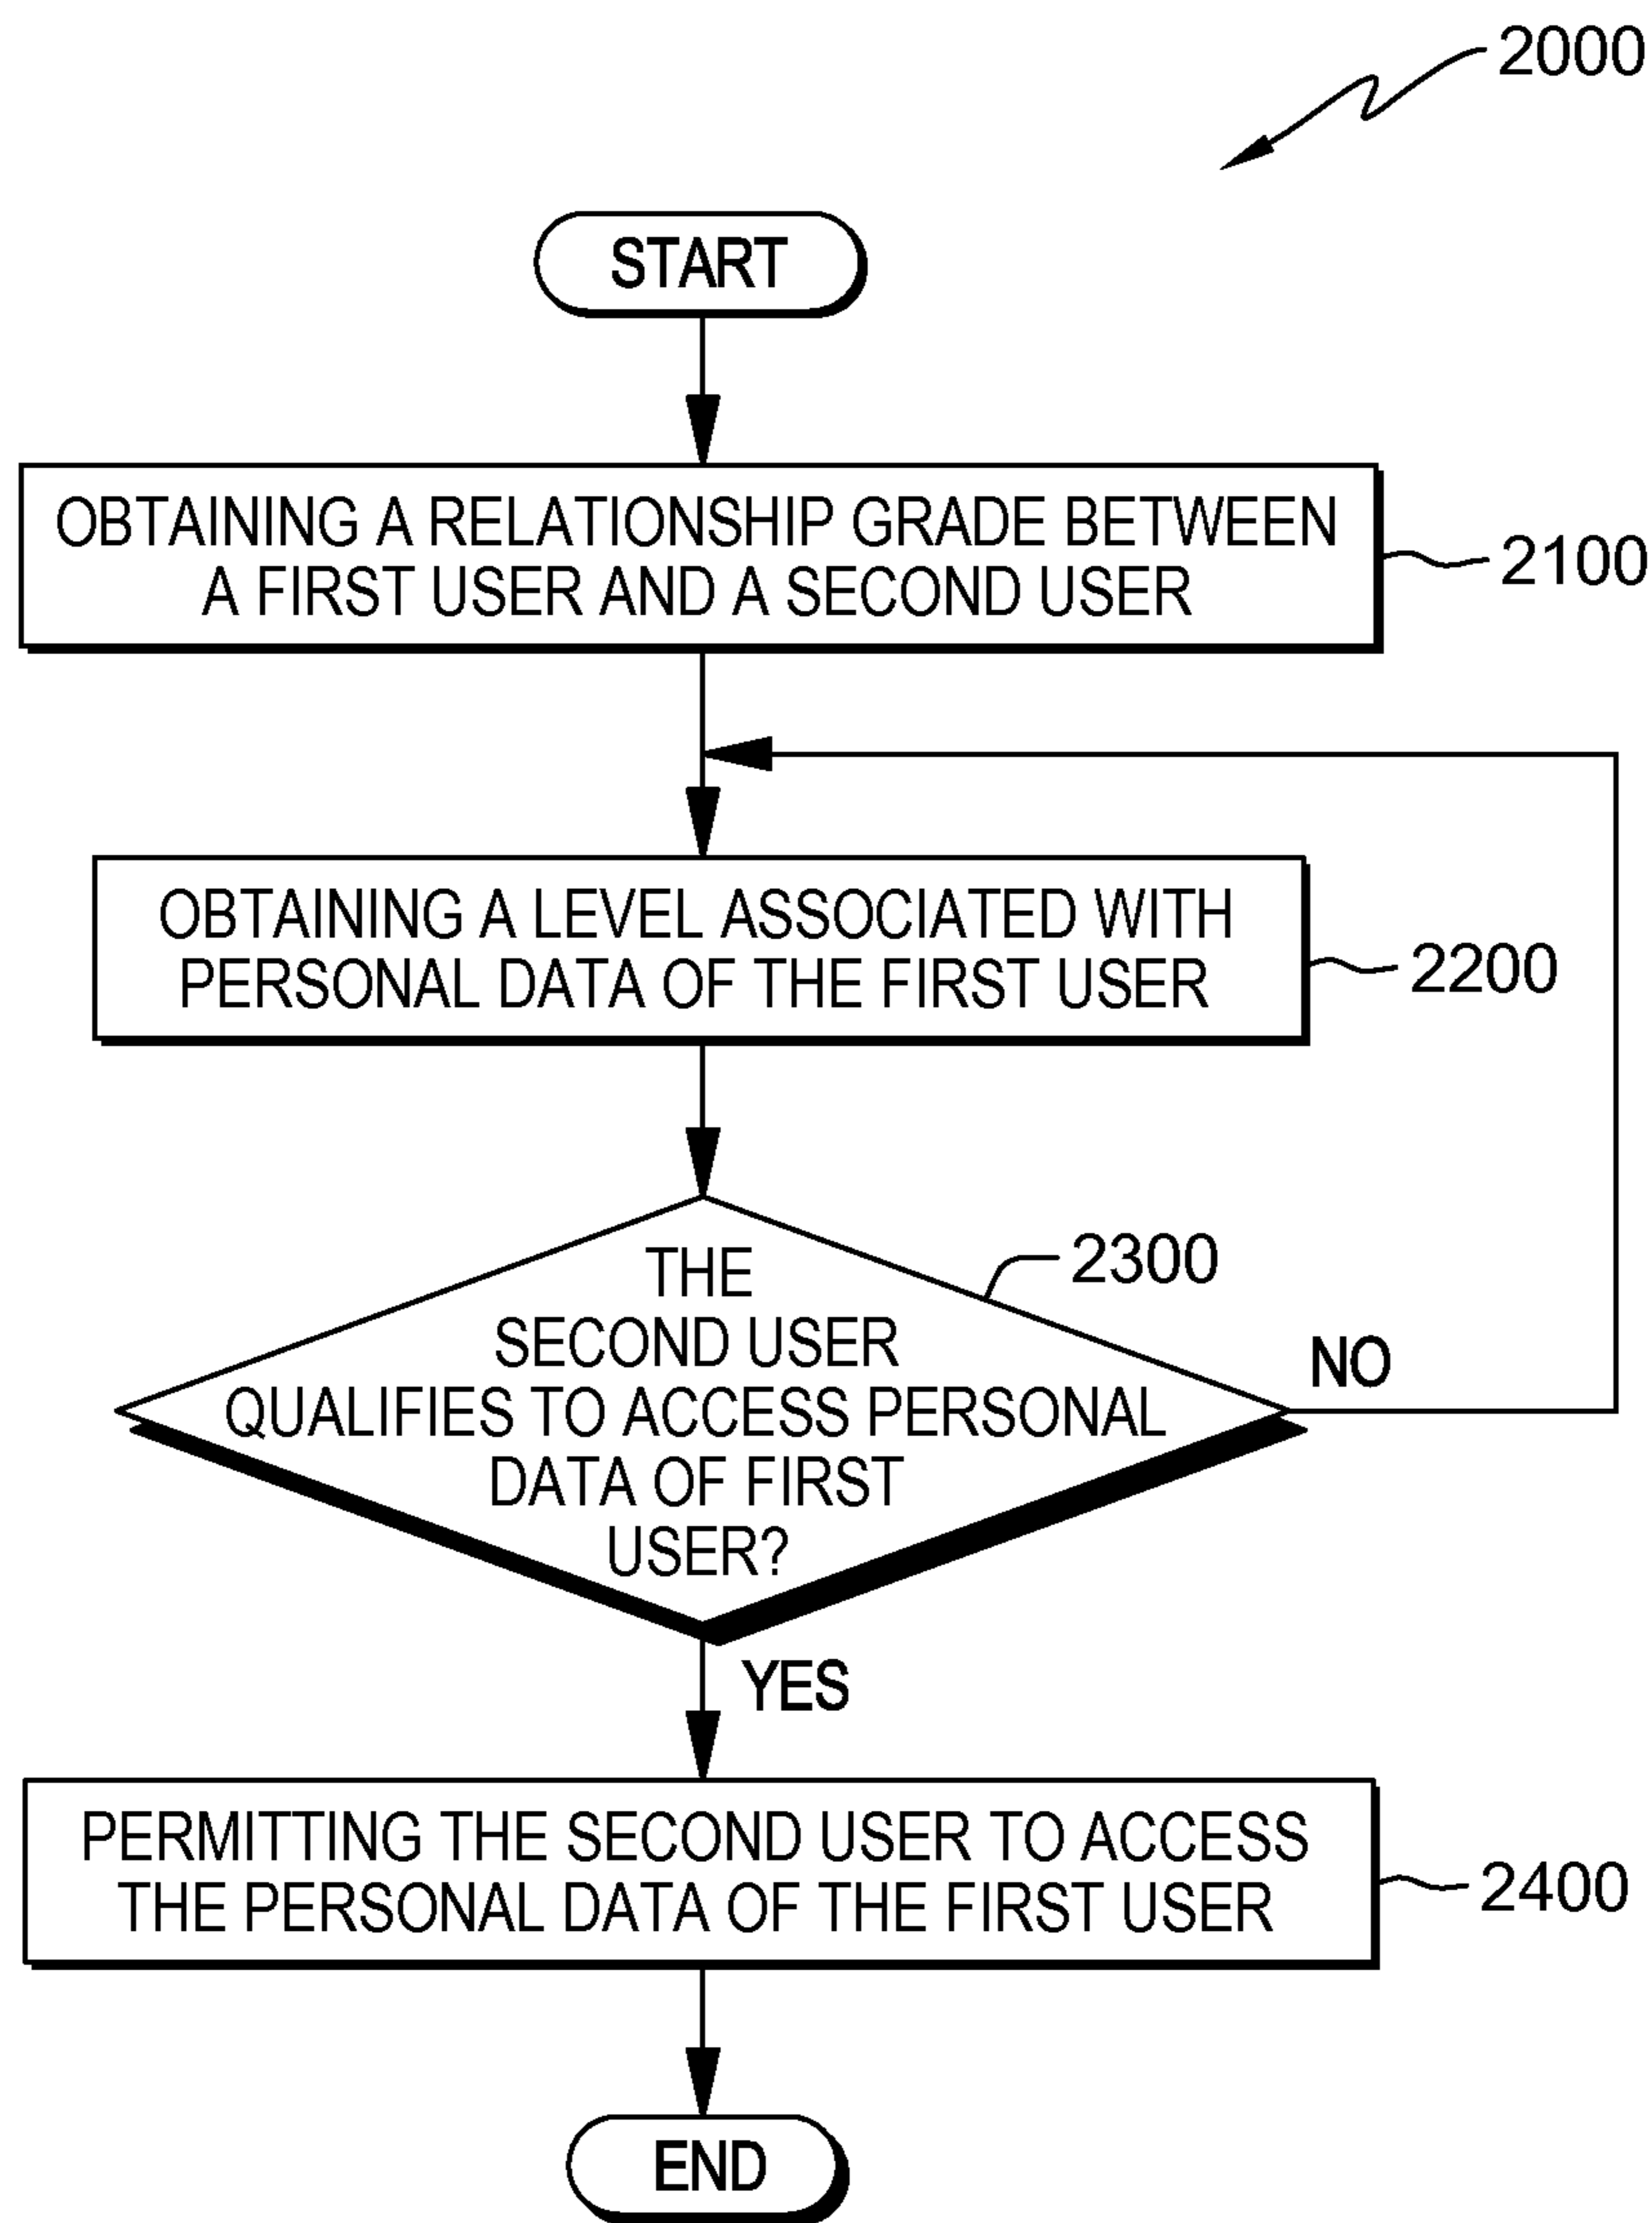 2000
START
OBTAINING A RELATIONSHIP GRADE BETWEEN
A FIRST USER AND A SECOND USER
2100
OBTAINING A LEVEL ASSOCIATED WITH
PERSONAL DATA OF THE FIRST USER
2200
THE
SECOND USER
QUALIFIES TO ACCESS PERSONAL
DATA OF FIRST
USER?
2300
NO
YES
PERMITTING THE SECOND USER TO ACCESS
THE PERSONAL DATA OF THE FIRST USER
2400
END